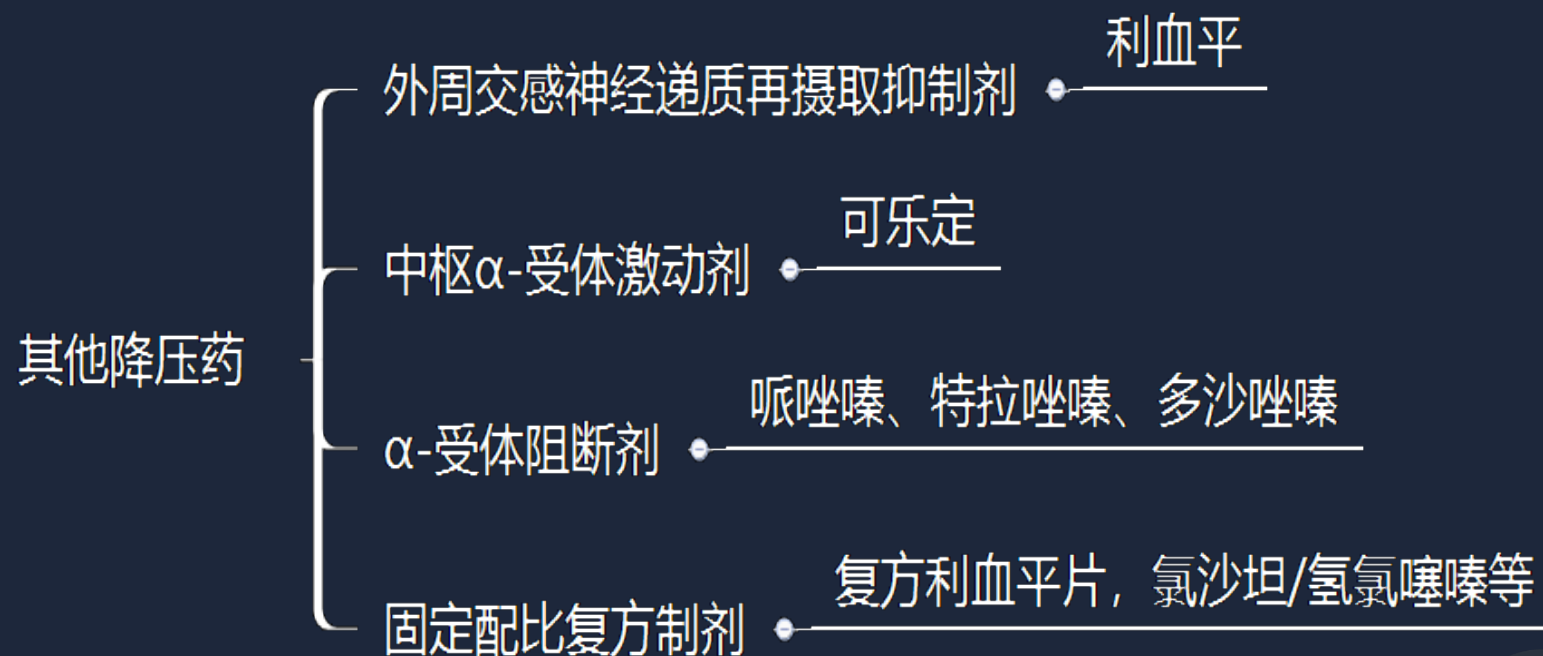 利血平
外周交感神经递质再摄取抑制剂
可乐定
中枢α-受体激动剂
其他降压药
哌唑嗪、特拉唑嗪、多沙唑嗪
α-受体阻断剂
复方利血平片，氯沙坦/氢氯噻嗪等
固定配比复方制剂